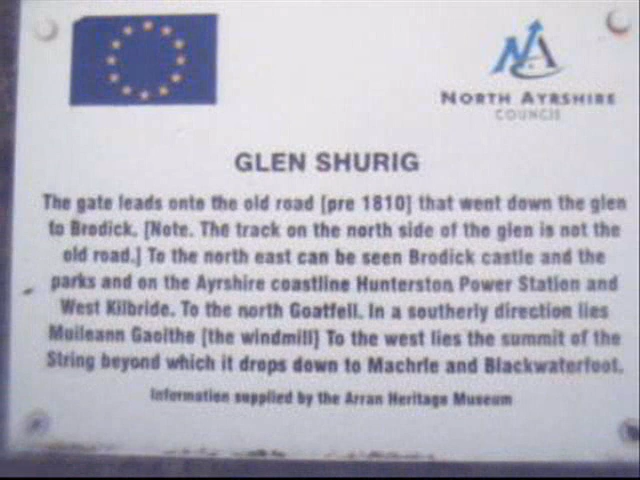 NORTH AYRSHIRE
COUNCIL
GLEN SHURIG
The gate leads onto the old road [pre 1810] that went down the glen
to Brodick. [Note. The track on the north side of the glen is not the
old road.] To the north east can be seen Brodick castle and the
parks and on the Ayrshire coastline Hunterston Power Station and
West Kilbride. To the north Goatfell. In a southerly direction lies
Muileann Gaoithe [the windmill] To the west lies the summit of the
String beyond which it drops down to Machrie and Blackwaterfoot.
Information supplied by the Arran Heritage Museum